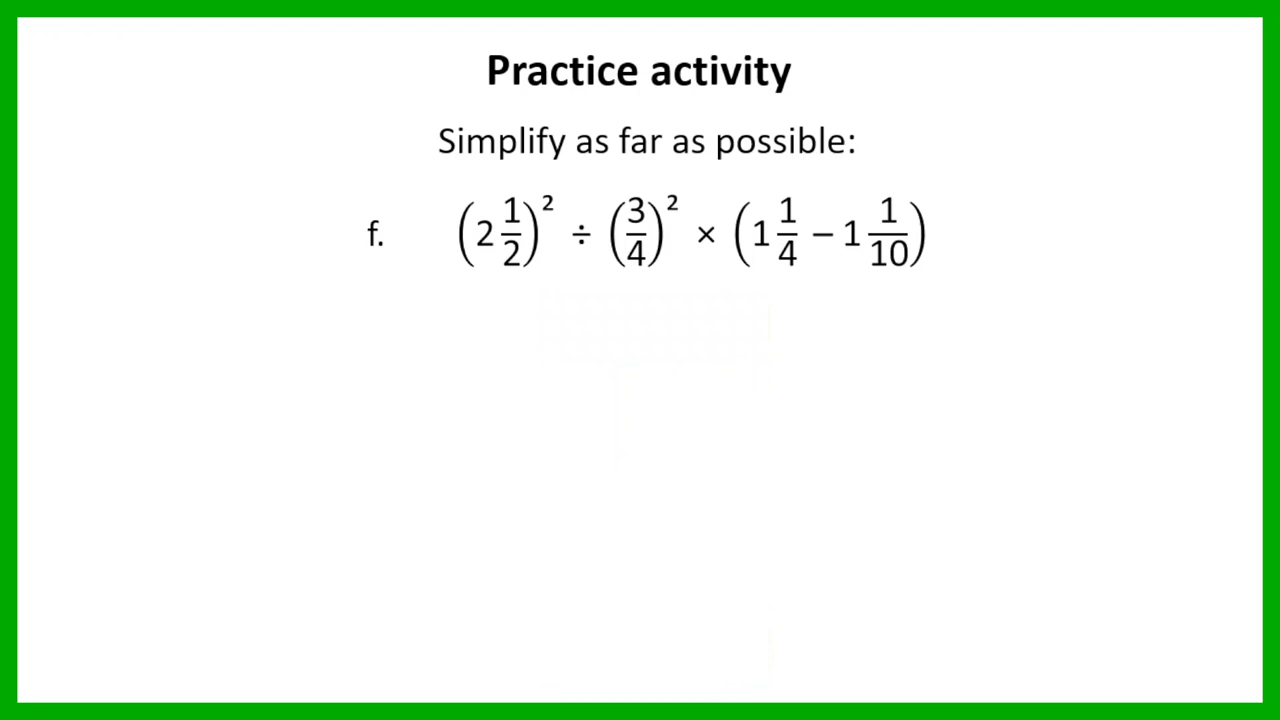 Practice activity
Simplify as far as possible:
f. (2 1/2)² ÷ (3/4)² × (1 1/4 – 1 1/10)